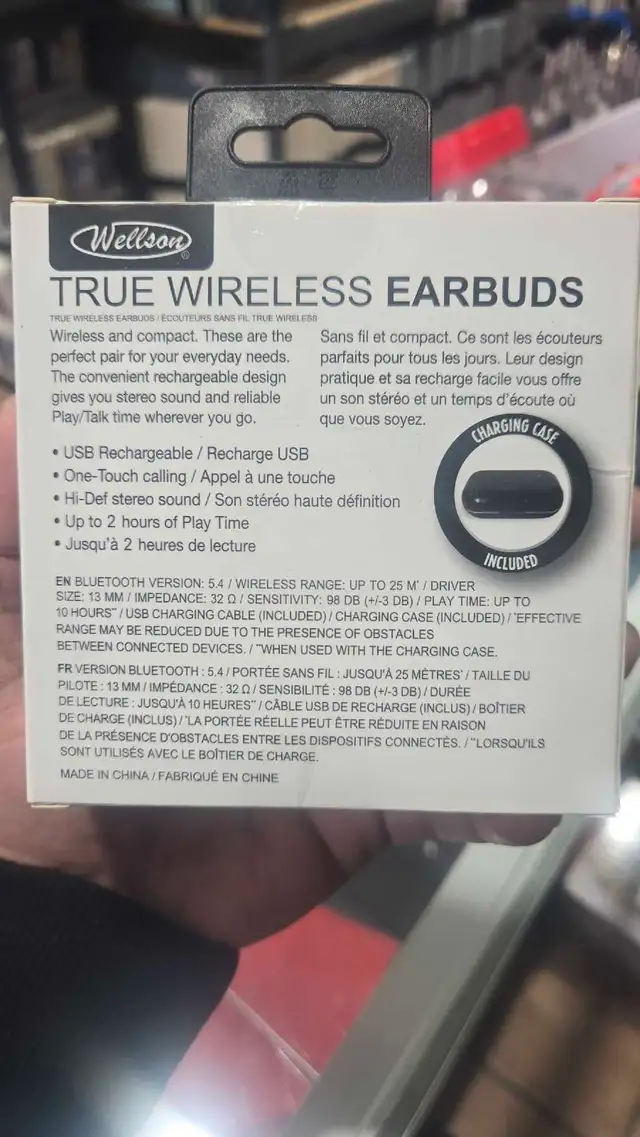 Wellson®
TRUE WIRELESS EARBUDS
TRUE WIRELESS EARBUDS / ÉCOUTEURS SANS FIL TRUE WIRELESS
Wireless and compact. These are the
perfect pair for your everyday needs.
The convenient rechargeable design
gives you stereo sound and reliable
Play/Talk time wherever you go.
Sans fil et compact. Ce sont les écouteurs
parfaits pour tous les jours. Leur design
pratique et sa recharge facile vous offre
un son stéréo et un temps d'écoute où
que vous soyez.
• USB Rechargeable / Recharge USB
• One-Touch calling / Appel à une touche
• Hi-Def stereo sound / Son stéréo haute définition
• Up to 2 hours of Play Time
• Jusqu'à 2 heures de lecture
CHARGING CASE
INCLUDED
EN BLUETOOTH VERSION: 5.4 / WIRELESS RANGE: UP TO 25 M* / DRIVER
SIZE: 13 MM / IMPEDANCE: 32 Ω / SENSITIVITY: 98 DB (+/-3 DB) / PLAY TIME: UP TO
10 HOURS** / USB CHARGING CABLE (INCLUDED) / CHARGING CASE (INCLUDED) / *EFFECTIVE
RANGE MAY BE REDUCED DUE TO THE PRESENCE OF OBSTACLES
BETWEEN CONNECTED DEVICES. / **WHEN USED WITH THE CHARGING CASE.
FR VERSION BLUETOOTH : 5.4 / PORTÉE SANS FIL : JUSQU'À 25 MÈTRES* / TAILLE DU
PILOTE : 13 MM / IMPÉDANCE : 32 Ω / SENSIBILITÉ : 98 DB (+/-3 DB) / DURÉE
DE LECTURE : JUSQU'À 10 HEURES** / CÂBLE USB DE RECHARGE (INCLUS) / BOÎTIER
DE CHARGE (INCLUS) / *LA PORTÉE RÉELLE PEUT ÊTRE RÉDUITE EN RAISON
DE LA PRÉSENCE D'OBSTACLES ENTRE LES DISPOSITIFS CONNECTÉS. / **LORSQU'ILS
SONT UTILISÉS AVEC LE BOÎTIER DE CHARGE.
MADE IN CHINA / FABRIQUÉ EN CHINE